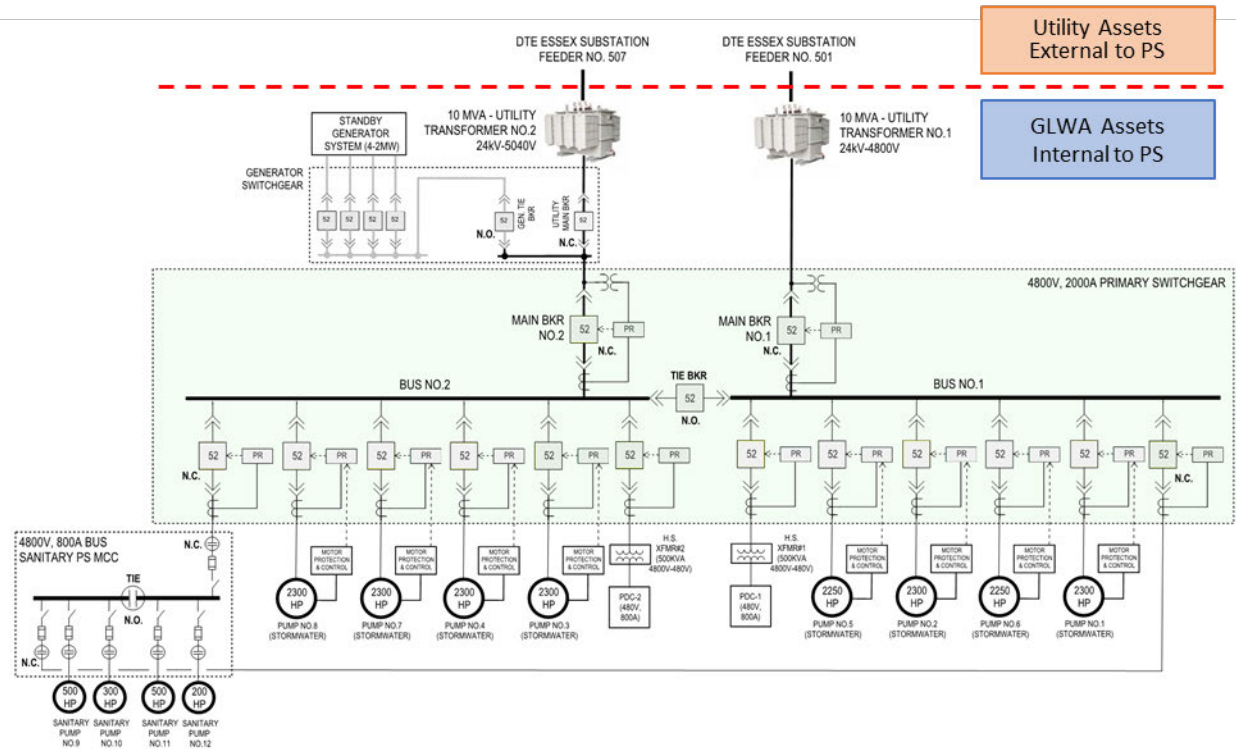 Utility Assets
External to PS
GLWA Assets
Internal to PS
DTE ESSEX SUBSTATION
FEEDER NO. 507
DTE ESSEX SUBSTATION
FEEDER NO. 501
10 MVA - UTILITY
TRANSFORMER NO.2
24kV-5040V
10 MVA - UTILITY
TRANSFORMER NO.1
24kV-4800V
STANDBY
GENERATOR
SYSTEM (4-2MW)
GENERATOR
SWITCHGEAR
52
52
52
52
52
GEN. TIE
BKR
N.O.
UTILITY
MAIN BKR
52
N.C.
4800V, 2000A PRIMARY SWITCHGEAR
MAIN BKR
NO.2
52
PR
N.C.
MAIN BKR
NO.1
52
PR
N.C.
BUS NO.2
TIE BKR
52
N.O.
BUS NO.1
52
PR
N.C.
52
PR
52
PR
52
PR
52
PR
52
PR
52
PR
52
PR
52
PR
52
PR
52
PR
52
PR
N.C.
4800V, 800A BUS
SANITARY PS MCC
N.C.
TIE
N.O.
N.C.
MOTOR
PROTECTION
& CONTROL
MOTOR
PROTECTION
& CONTROL
MOTOR
PROTECTION
& CONTROL
MOTOR
PROTECTION
& CONTROL
H.S.
XFMR#2
(500KVA
4800V-480V)
H.S.
XFMR#1
(500KVA
4800V-480V)
MOTOR
PROTECTION
& CONTROL
MOTOR
PROTECTION
& CONTROL
MOTOR
PROTECTION
& CONTROL
MOTOR
PROTECTION
& CONTROL
2300
HP
PUMP NO.8
(STORMWATER)
2300
HP
PUMP NO.7
(STORMWATER)
2300
HP
PUMP NO.4
(STORMWATER)
2300
HP
PUMP NO.3
(STORMWATER)
PDC-2
(480V,
800A)
PDC-1
(480V,
800A)
2250
HP
PUMP NO.5
(STORMWATER)
2300
HP
PUMP NO.2
(STORMWATER)
2250
HP
PUMP NO.6
(STORMWATER)
2300
HP
PUMP NO.1
(STORMWATER)
500
HP
SANITARY
PUMP
NO.9
300
HP
SANITARY
PUMP
NO.10
500
HP
SANITARY
PUMP
NO.11
200
HP
SANITARY
PUMP
NO.12